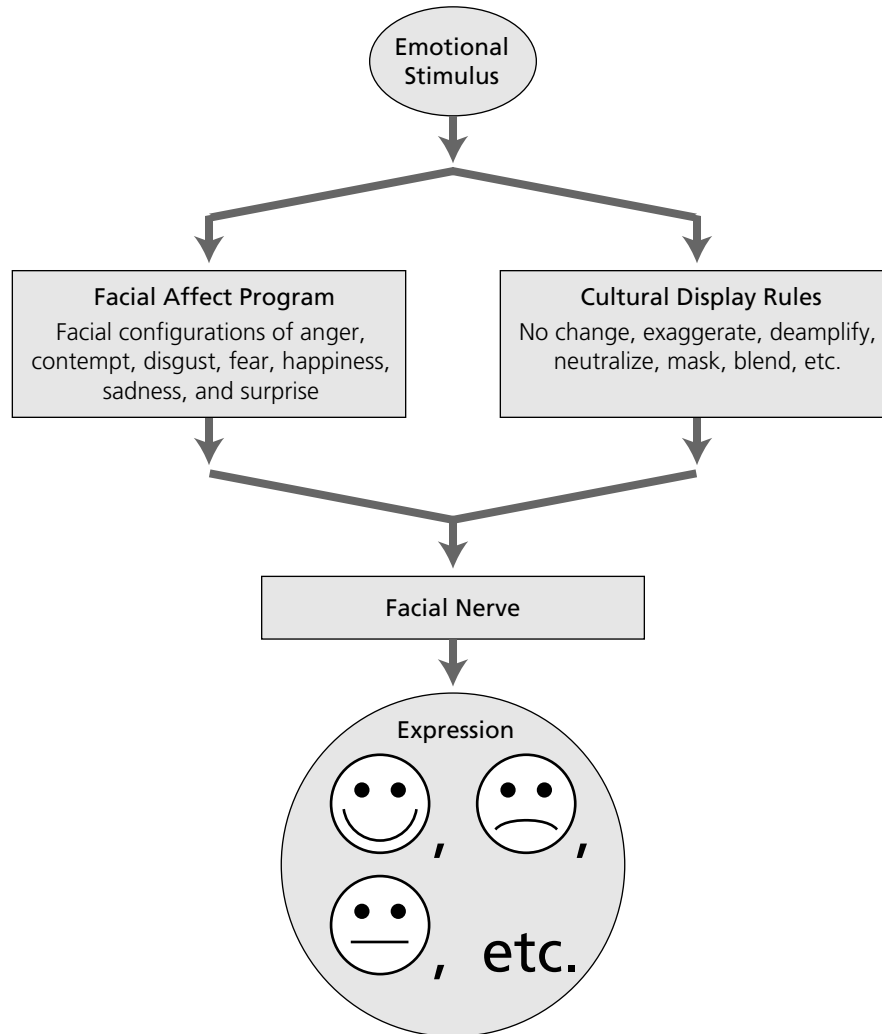 Emotional
Stimulus
Facial Affect Program
Facial configurations of anger,
contempt, disgust, fear, happiness,
sadness, and surprise
Cultural Display Rules
No change, exaggerate, deamplify,
neutralize, mask, blend, etc.
Facial Nerve
Expression
, ,
, etc.